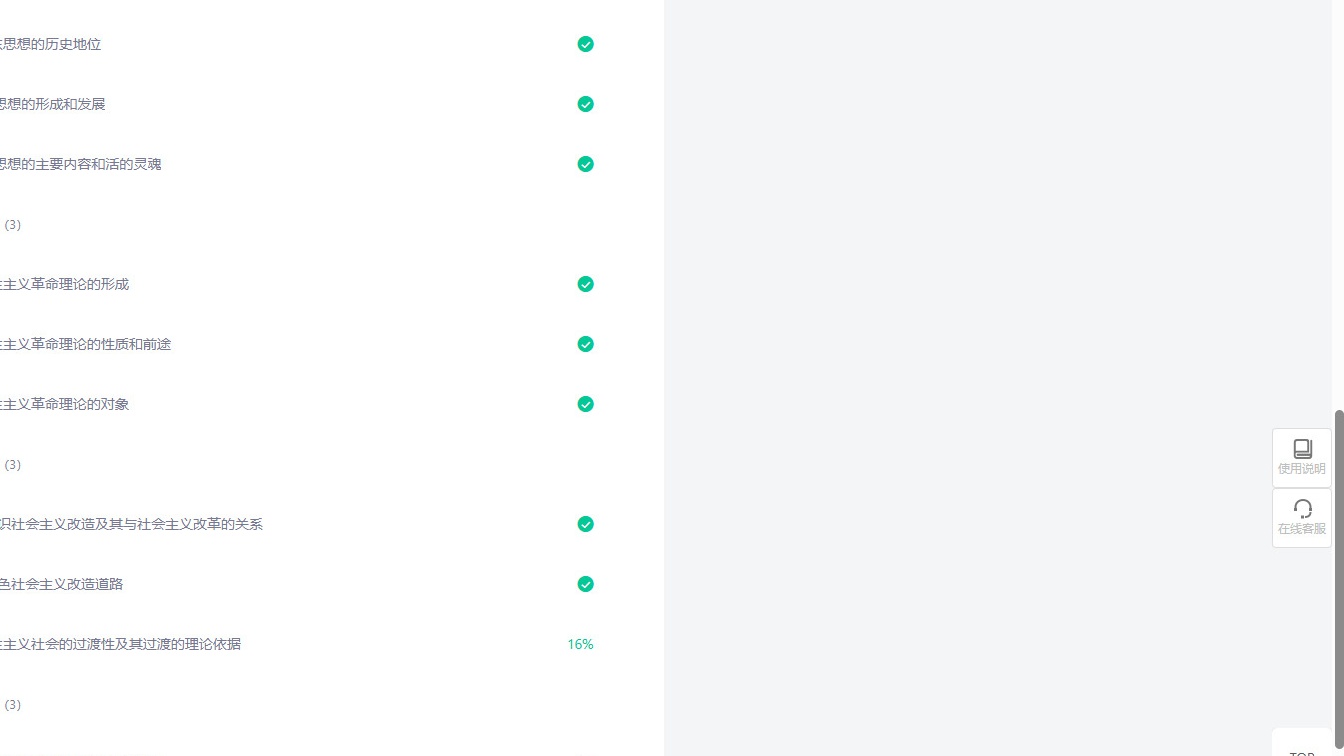 思想的历史地位
思想的形成和发展
思想的主要内容和活的灵魂
(3)
主义革命理论的形成
主义革命理论的性质和前途
主义革命理论的对象
(3)
使用说明
识社会主义改造及其与社会主义改革的关系
在线客服
色社会主义改造道路
主义社会的过渡性及其过渡的理论依据 16%
(3)
TOP